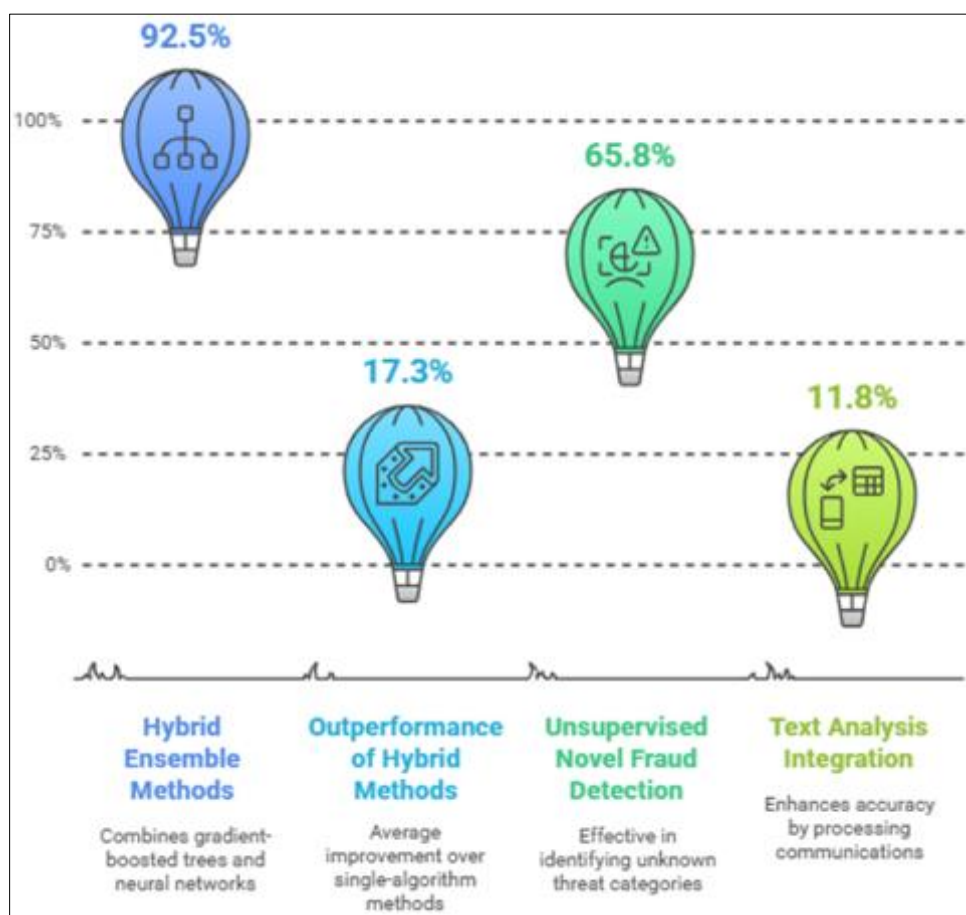 92.5%
100%
65.8%
75%
50%
17.3%
11.8%
25%
0%
Hybrid
Ensemble
Methods
Combines gradient-
boosted trees and
neural networks
Outperformance
of Hybrid
Methods
Average
improvement over
single-algorithm
methods
Unsupervised
Novel Fraud
Detection
Effective in
identifying unknown
threat categories
Text Analysis
Integration
Enhances accuracy
by processing
communications